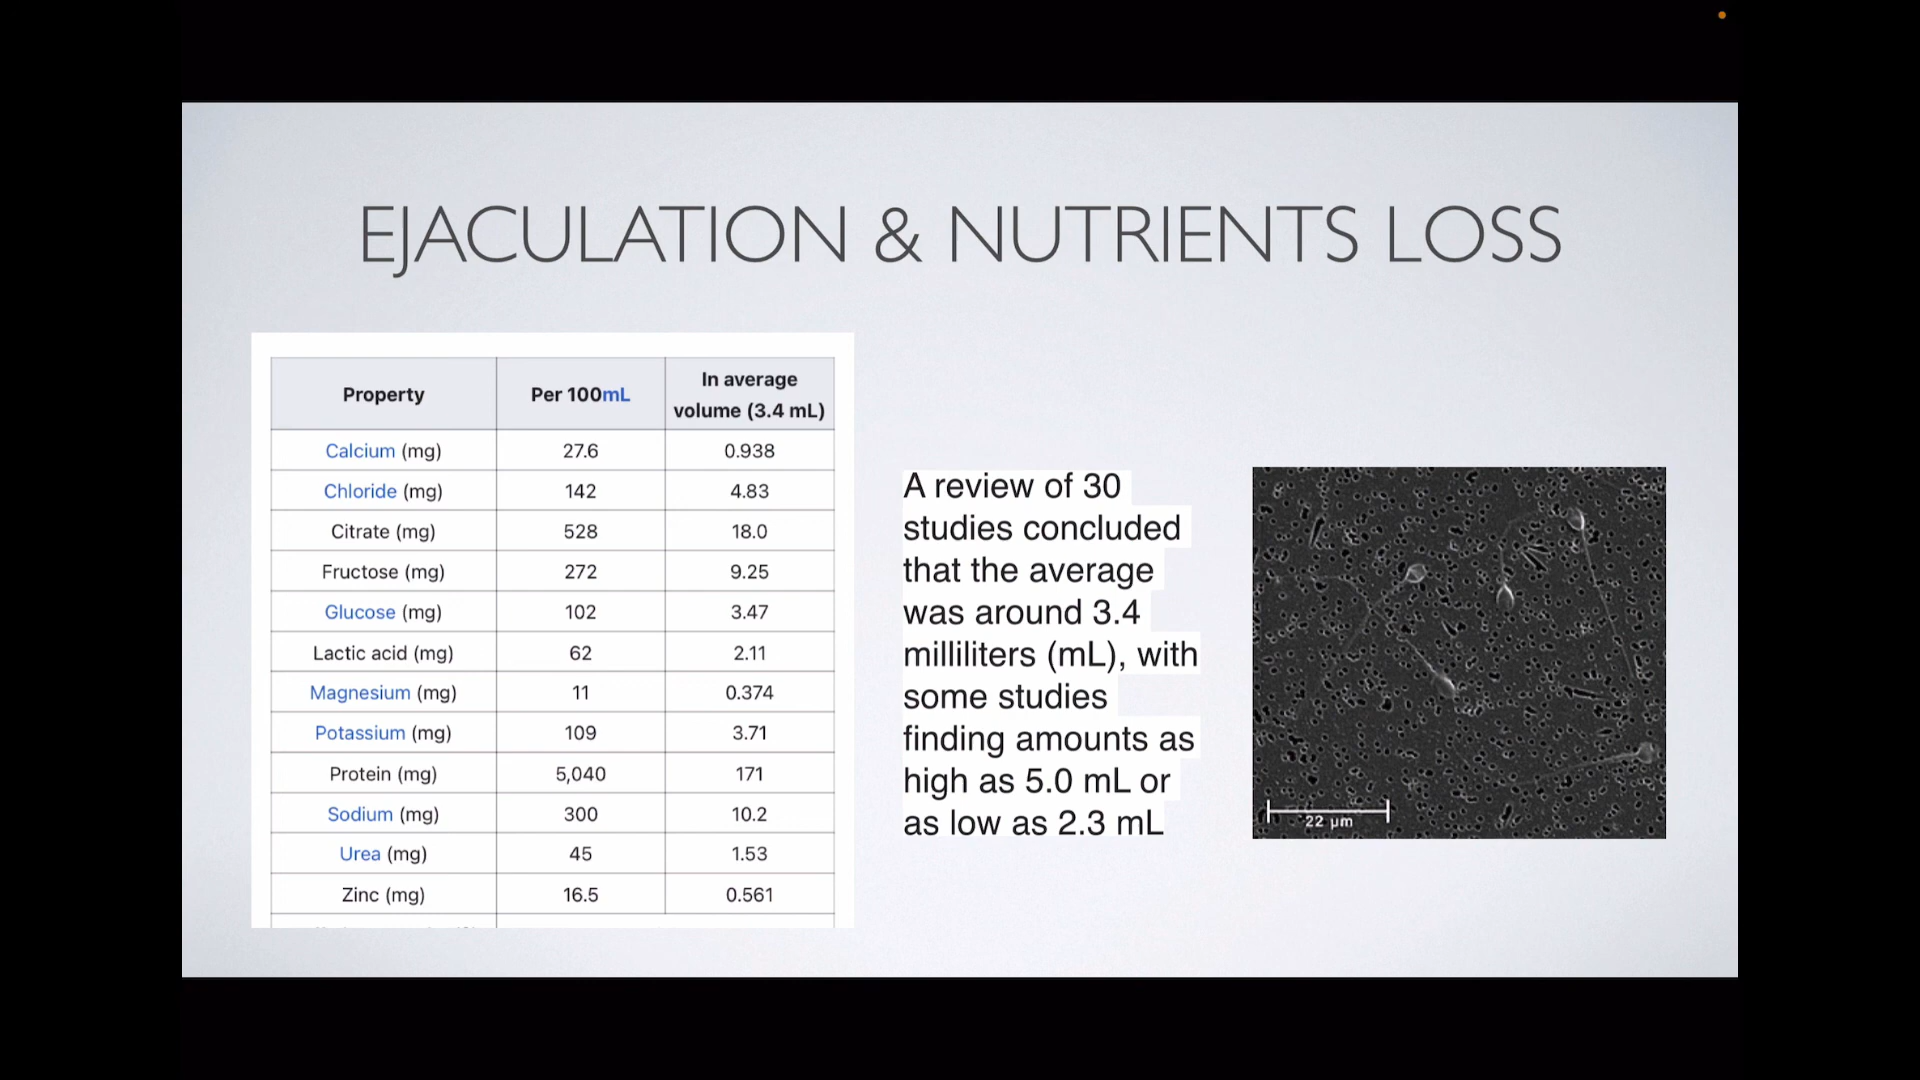 EJACULATION & NUTRIENTS LOSS
Property Per 100mL In average volume (3.4 mL)
Calcium (mg) 27.6 0.938
Chloride (mg) 142 4.83
Citrate (mg) 528 18.0
Fructose (mg) 272 9.25
Glucose (mg) 102 3.47
Lactic acid (mg) 62 2.11
Magnesium (mg) 11 0.374
Potassium (mg) 109 3.71
Protein (mg) 5,040 171
Sodium (mg) 300 10.2
Urea (mg) 45 1.53
Zinc (mg) 16.5 0.561
A review of 30
studies concluded
that the average
was around 3.4
milliliters (mL), with
some studies
finding amounts as
high as 5.0 mL or
as low as 2.3 mL
22 µm